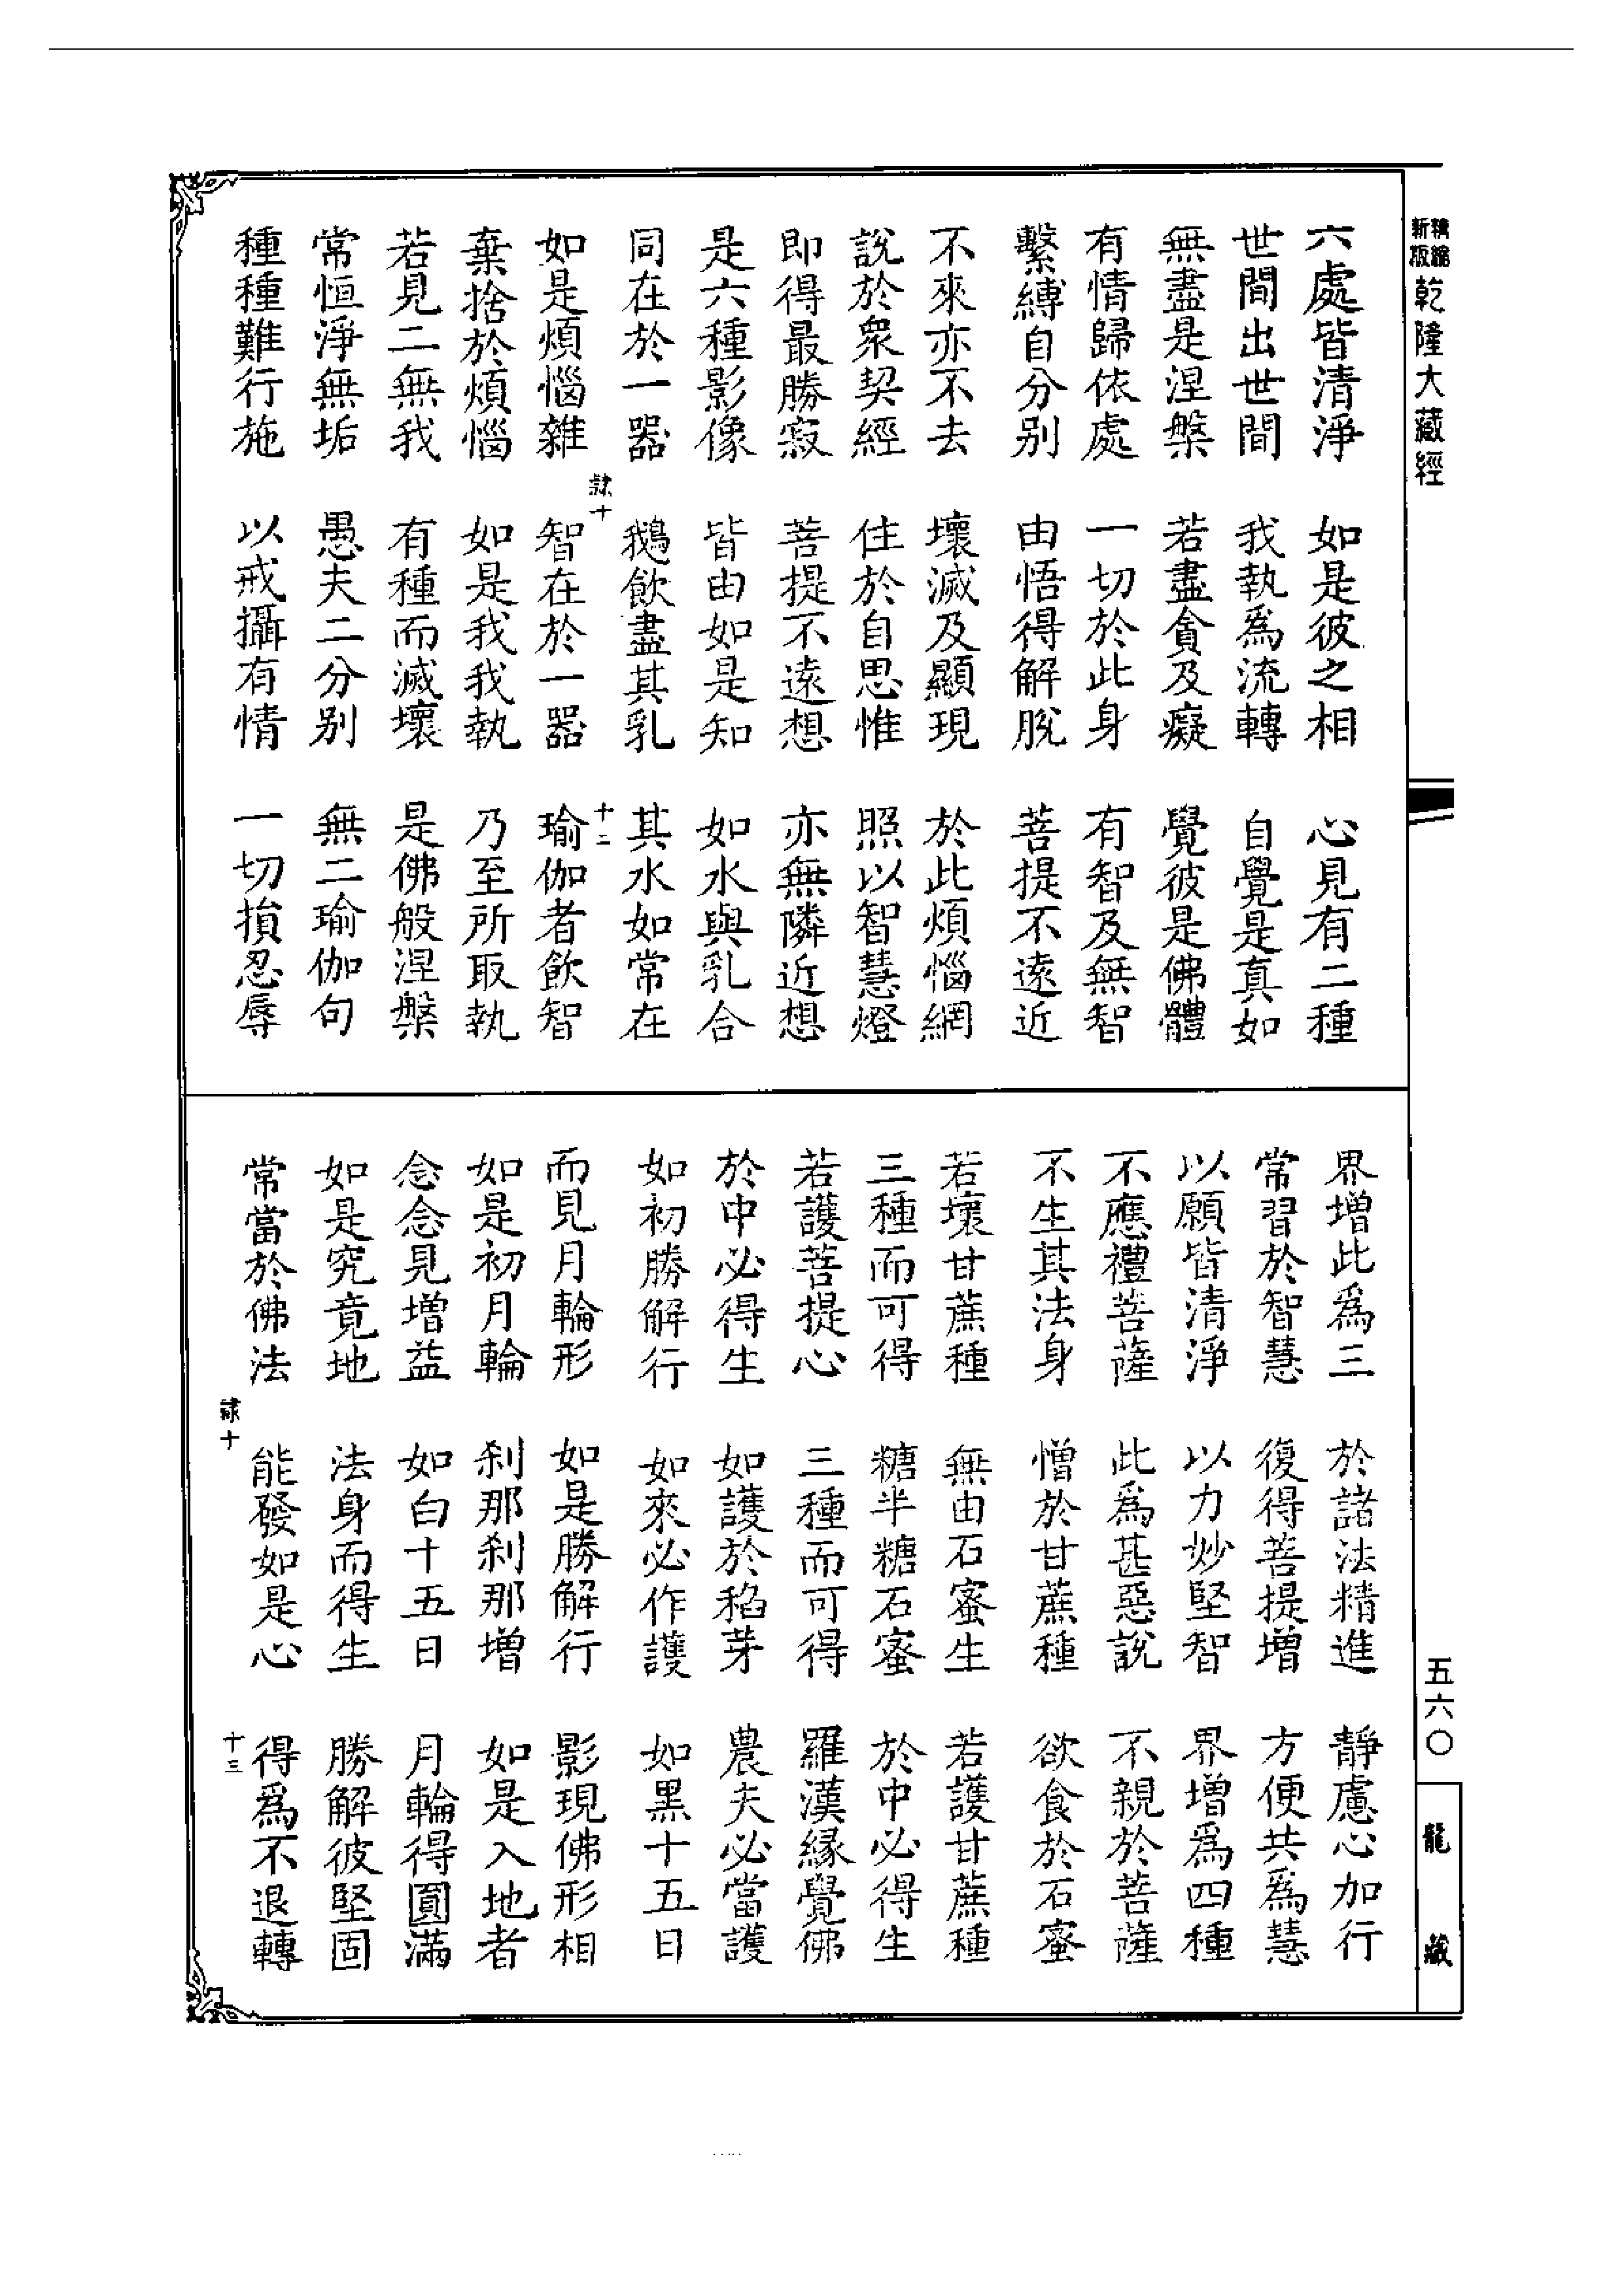 新編縮版乾隆大藏經
六處皆清淨　如是彼之相　心見有二種
世間出世間　我執爲流轉　自覺是真如
無盡是涅槃　若盡貪及癡　覺彼是佛體
有情歸依處　一切於此身　有智及無智
繫縛自分別　由悟得解脫　菩提不遠近
不來亦不去　壞滅及顯現　於此煩惱網
說於衆契經　住於自思惟　照以智慧燈
即得最勝寂　菩提不遠想　亦無隣近想
是六種影像　皆由如是知　如水與乳合
同在於一器　鵝飲盡其乳　其水如常在
隸十　十二
如是煩惱雜　智在於一器　瑜伽者飲智
棄捨於煩惱　如是我我執　乃至所取執
若見二無我　有種而滅壞　是佛般涅槃
常恒淨無垢　愚夫二分別　無二瑜伽句
種種難行施　以戒攝有情　一切損忍辱
界增此爲三　於諸法精進　靜慮心加行
常習於智慧　復得菩提增　方便共爲慧
以願皆清淨　以力妙堅智　界增爲四種
不應禮菩薩　此爲甚惡說　不親於菩薩
不生其法身　憎於甘蔗種　欲食於石蜜
若壞甘蔗種　無由石蜜生　若護甘蔗種
三種而可得　糖半糖石蜜　於中必得生
若護菩提心　三種而可得　羅漢緣覺佛
於中必得生　如護於稻芽　農夫必當護
如初勝解行　如來必作護　如黑十五日
而見月輪形　如是勝解行　影現佛形相
如是初月輪　刹那刹那增　如是入地者
念念見增益　如白十五日　月輪得圓滿
如是究竟地　法身而得生　勝解彼堅固
常當於佛法　能發如是心　得爲不退轉
隸十　十三
五六〇
龍藏